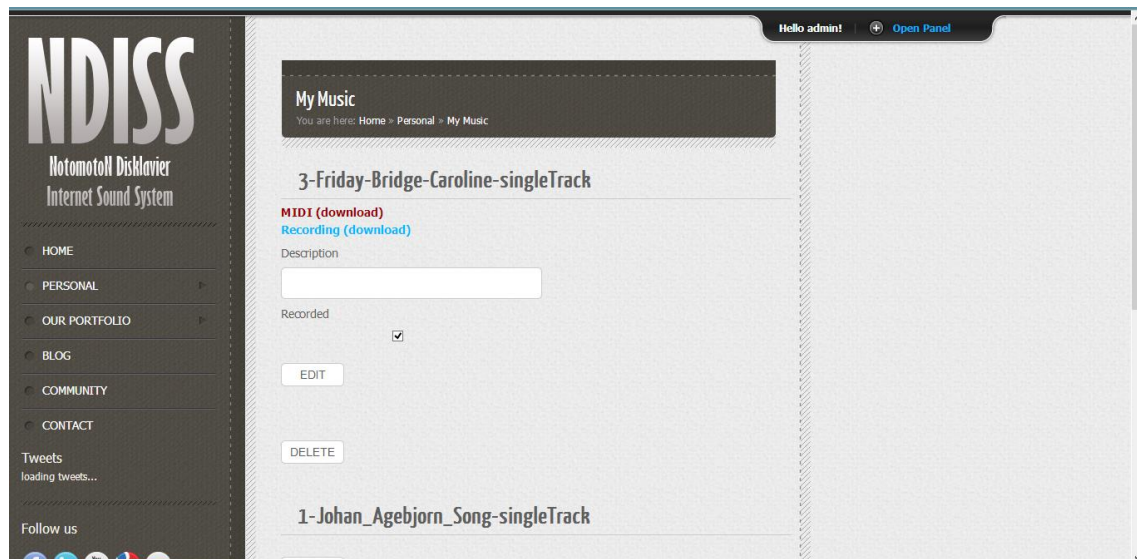 Hello admin!
Open Panel
NDISS
NotomotoN Disklavier
Internet Sound System
HOME
PERSONAL
OUR PORTFOLIO
BLOG
COMMUNITY
CONTACT
Tweets
loading tweets...
Follow us
My Music
You are here: Home » Personal » My Music
3-Friday-Bridge-Caroline-singleTrack
MIDI (download)
Recording (download)
Description
Recorded
EDIT
DELETE
1-Johan_Agebjorn_Song-singleTrack